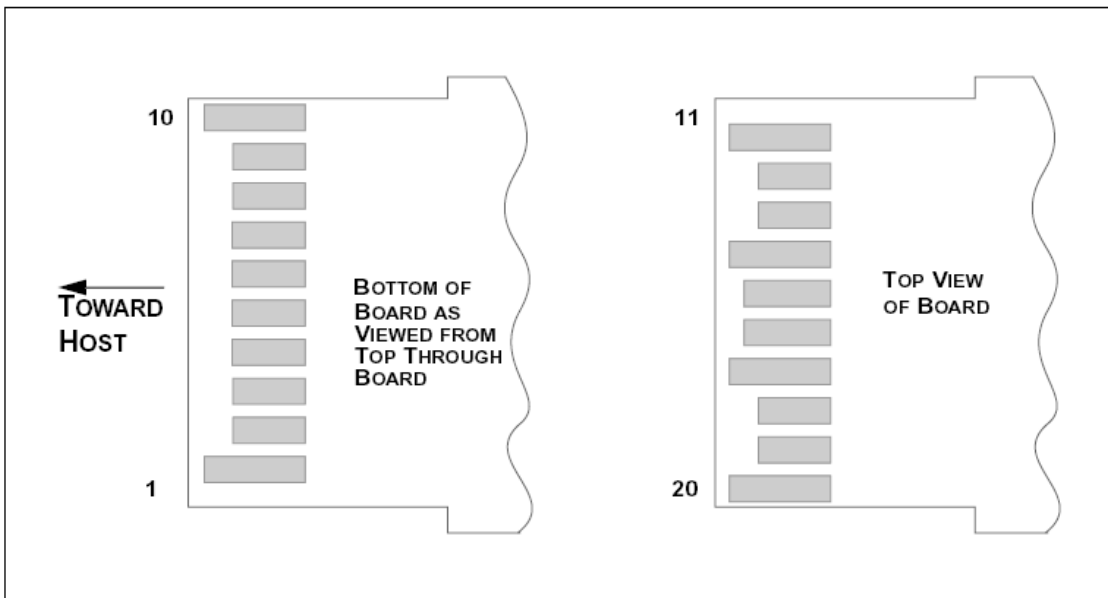 10
1
TOWARD
HOST
BOTTOM OF
BOARD AS
VIEWED FROM
TOP THROUGH
BOARD
11
20
TOP VIEW
OF BOARD